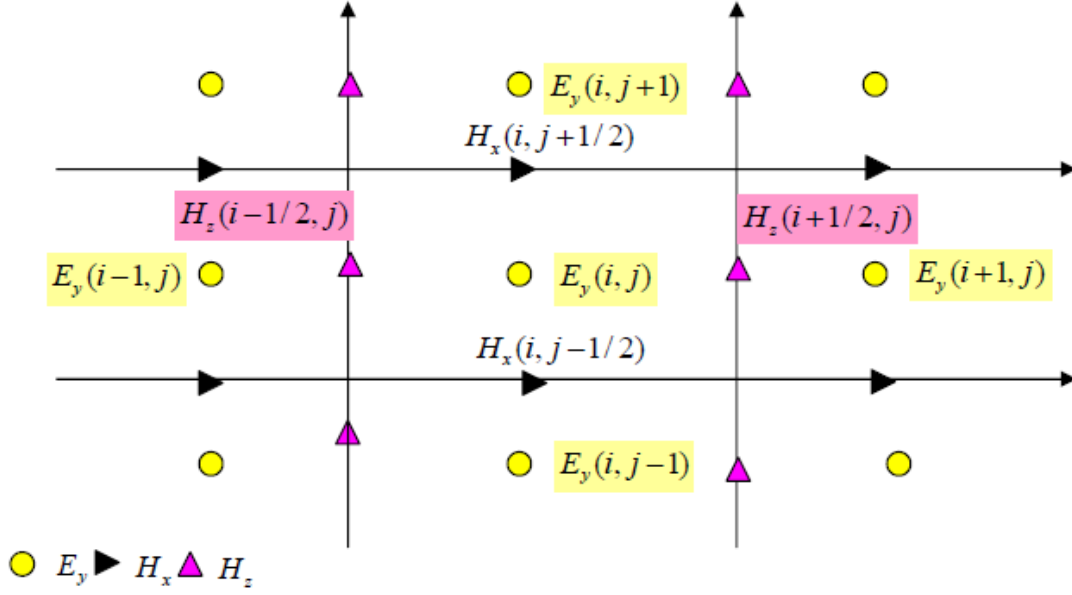 E_y(i, j+1)
H_x(i, j+1/2)
H_z(i−1/2, j)
H_z(i+1/2, j)
E_y(i−1, j)
E_y(i, j)
E_y(i+1, j)
H_x(i, j−1/2)
E_y(i, j−1)
E_y H_x H_z